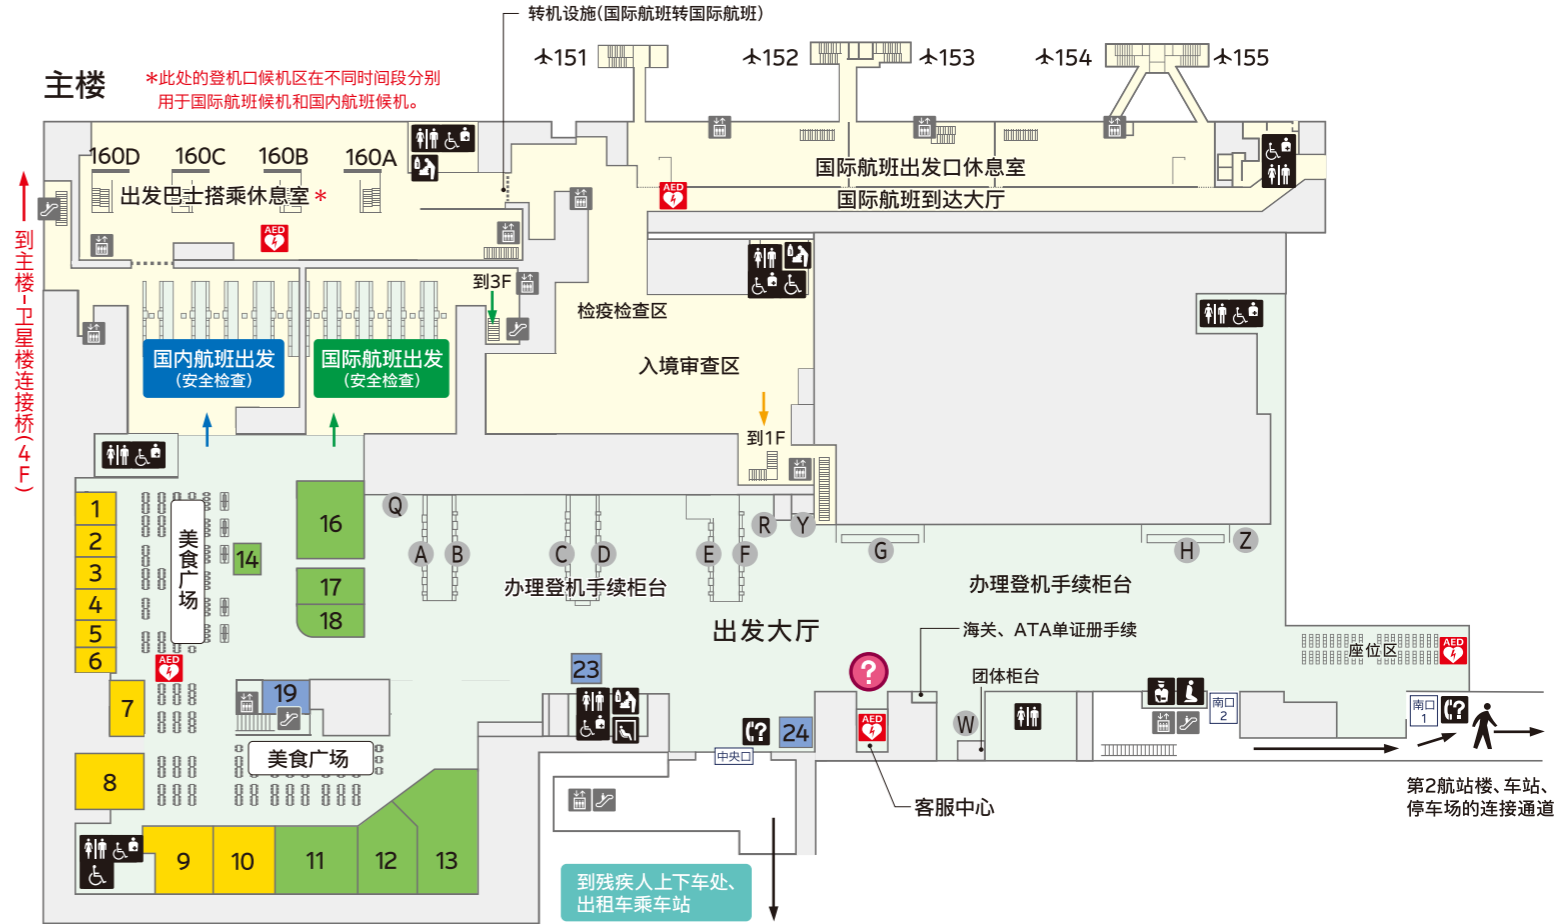 转机设施(国际航班转国际航班)
151
152
153
154
155
主楼
*此处的登机口候机区在不同时间段分别
用于国际航班候机和国内航班候机。
160D
160C
160B
160A
出发巴士搭乘休息室*
AED
国际航班出发口休息室
国际航班到达大厅
AED
到主楼-卫星楼连接桥(4F)
到3F
检疫检查区
入境审查区
国内航班出发
(安全检查)
国际航班出发
(安全检查)
到1F
1
2
3
4
5
6
7
8
9
10
11
12
13
14
16
17
18
19
23
24
美食广场
AED
美食广场
Q
A
B
C
D
E
F
R
Y
G
H
Z
W
办理登机手续柜台
办理登机手续柜台
出发大厅
海关、ATA单证册手续
团体柜台
座位区
AED
?
AED
?
中央口
南口
2
南口
1
?
客服中心
第2航站楼、车站、
停车场的连接通道
到残疾人上下车处、
出租车乘车站